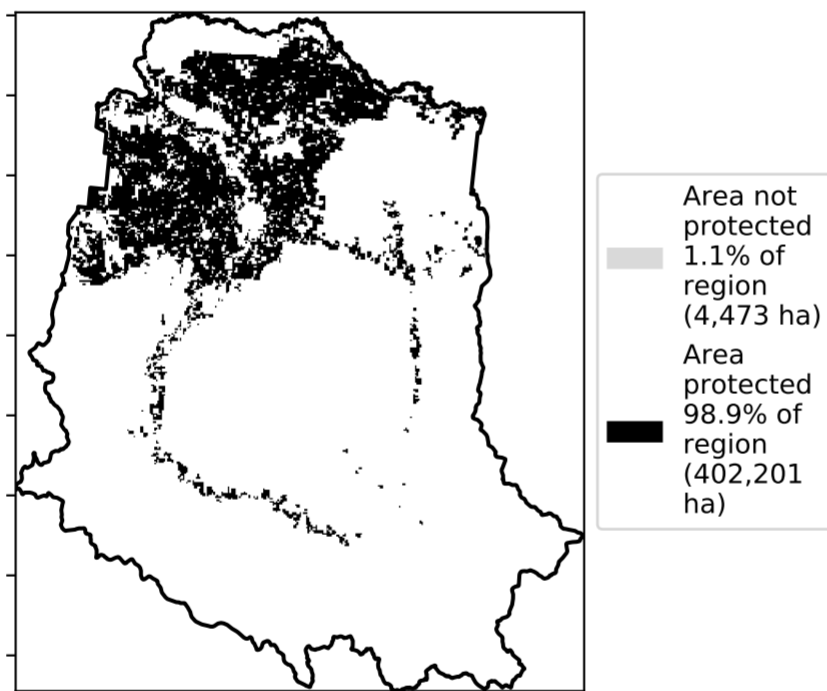 Area not
protected
1.1% of
region
(4,473 ha)
Area
protected
98.9% of
region
(402,201
ha)